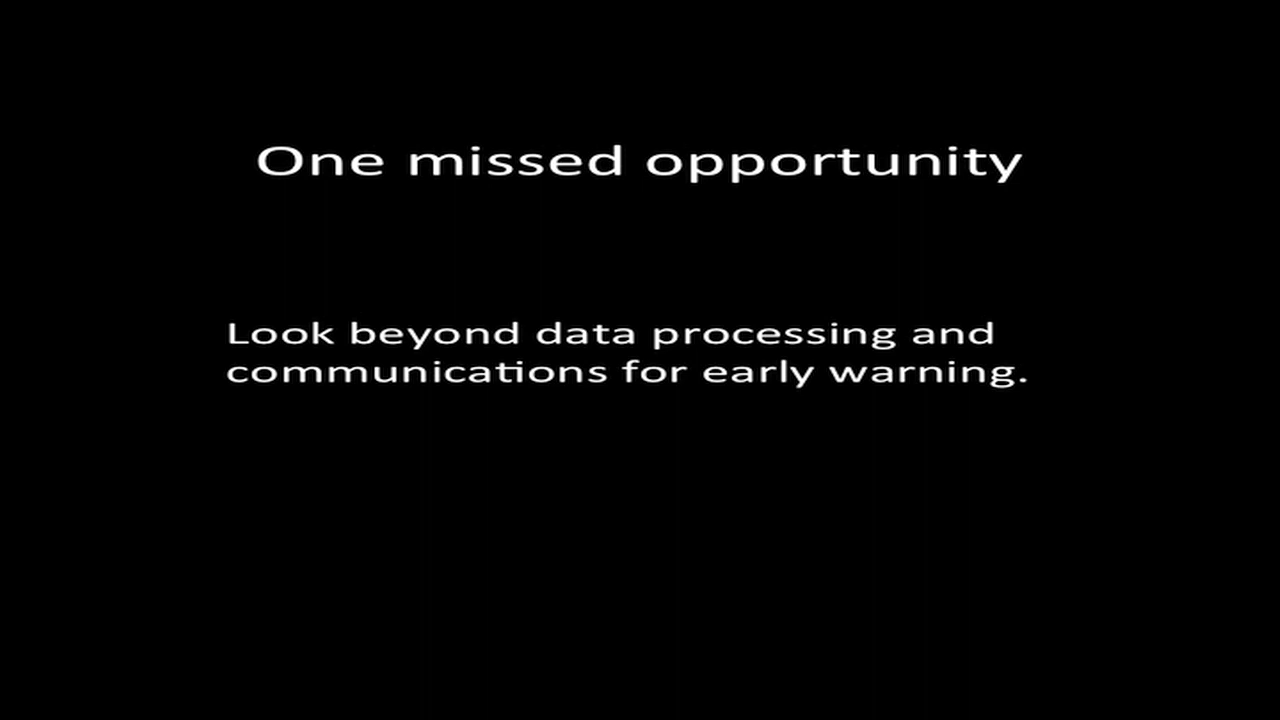 One missed opportunity
Look beyond data processing and
communications for early warning.